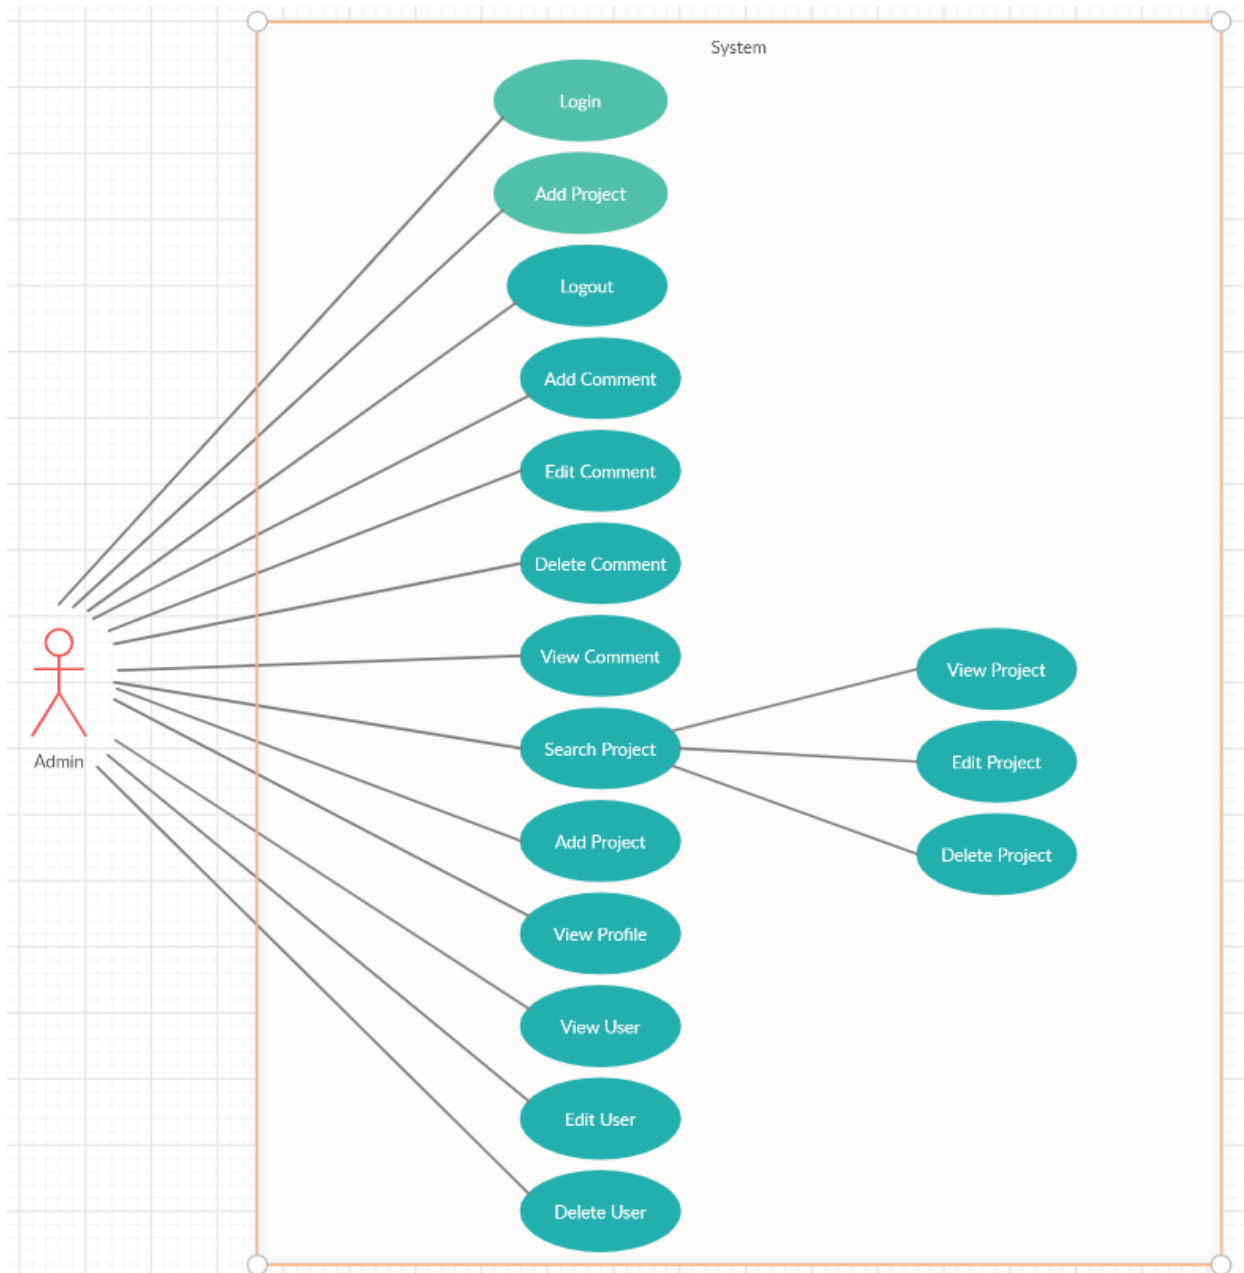 System
Login
Add Project
Logout
Add Comment
Edit Comment
Delete Comment
View Comment
View Project
Search Project
Edit Project
Admin
Add Project
Delete Project
View Profile
View User
Edit User
Delete User